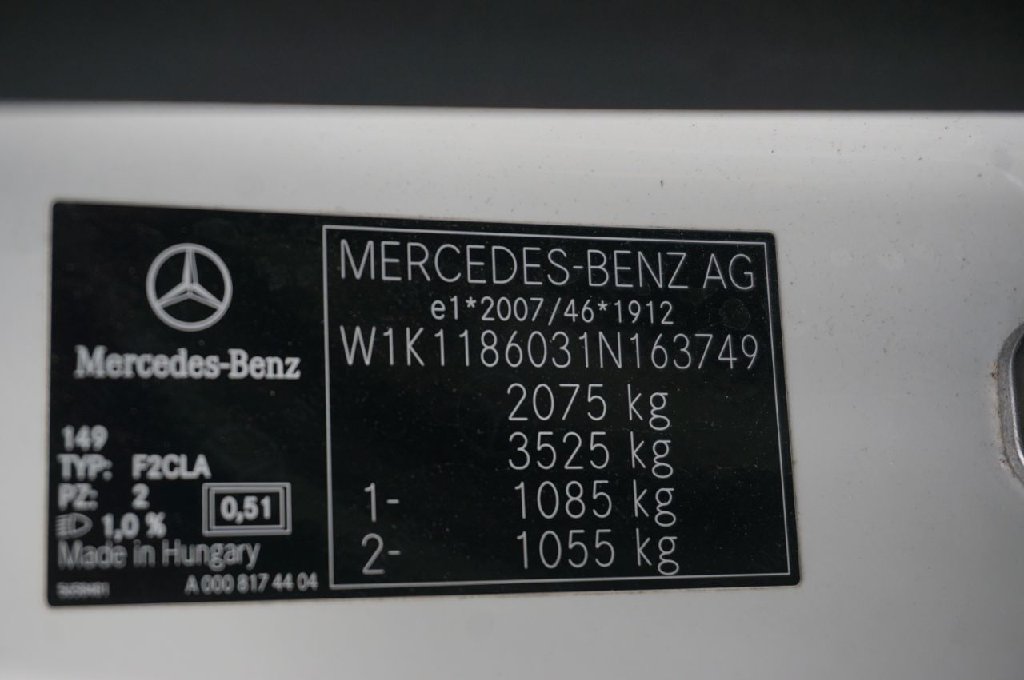 Mercedes-Benz
149
TYP: F2CLA
PZ: 2
0,51
1,0 %
Made in Hungary
A 000 817 44 04
MERCEDES-BENZ AG
e1*2007/46*1912
W1K1186031N163749
2075 kg
3525 kg
1- 1085 kg
2- 1055 kg